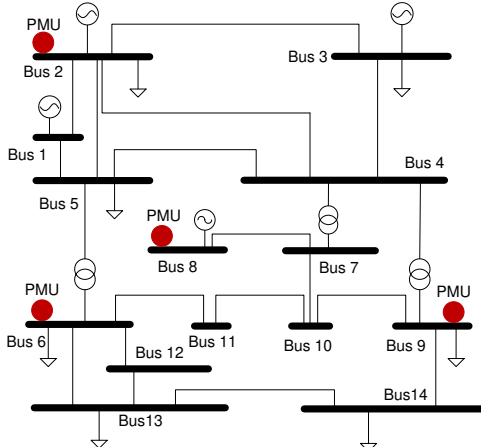 PMU
Bus 2
Bus 3
Bus 1
Bus 4
Bus 5
PMU
Bus 8
Bus 7
PMU
PMU
Bus 6
Bus 11
Bus 10
Bus 9
Bus 12
Bus14
Bus13